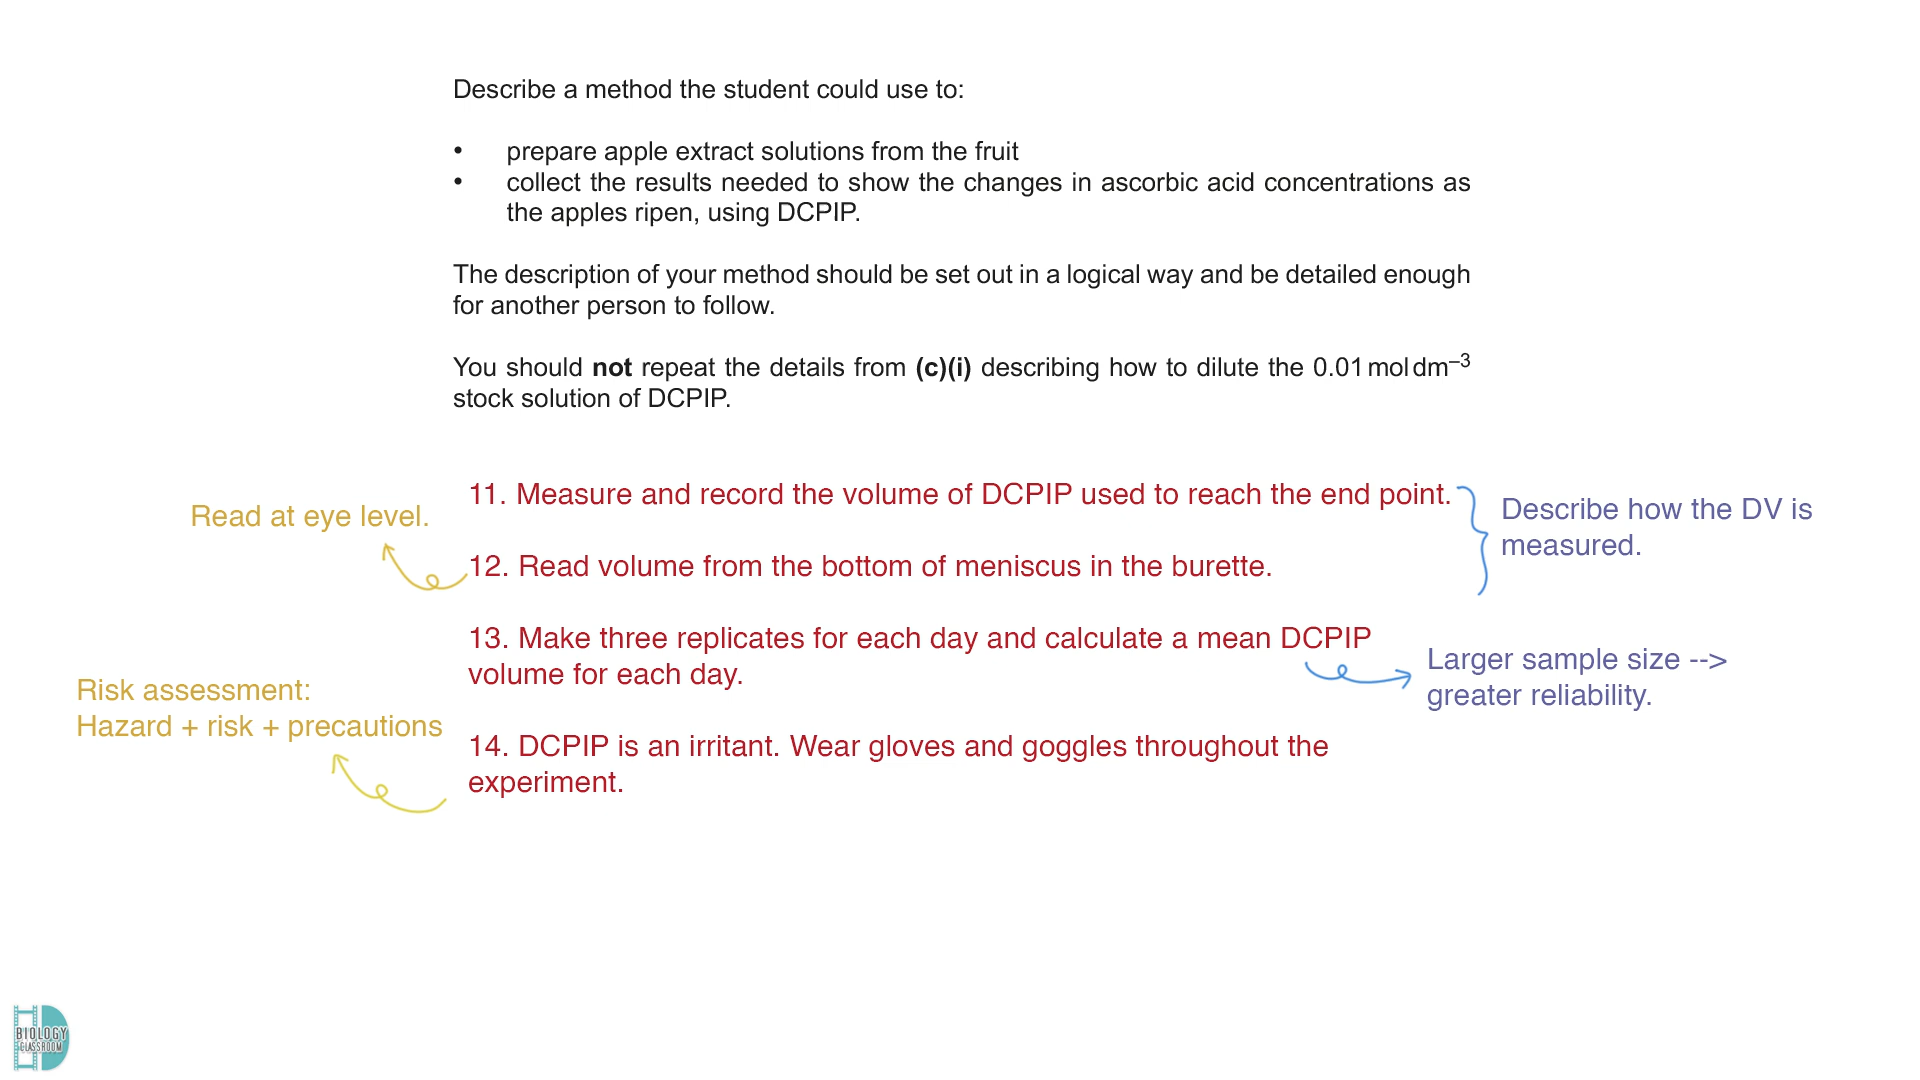 Describe a method the student could use to:
• prepare apple extract solutions from the fruit
• collect the results needed to show the changes in ascorbic acid concentrations as
the apples ripen, using DCPIP.
The description of your method should be set out in a logical way and be detailed enough
for another person to follow.
You should not repeat the details from (c)(i) describing how to dilute the 0.01 mol dm⁻³
stock solution of DCPIP.
11. Measure and record the volume of DCPIP used to reach the end point.
Describe how the DV is
measured.
Read at eye level.
12. Read volume from the bottom of meniscus in the burette.
13. Make three replicates for each day and calculate a mean DCPIP
volume for each day.
Larger sample size -->
greater reliability.
Risk assessment:
Hazard + risk + precautions
14. DCPIP is an irritant. Wear gloves and goggles throughout the
experiment.
BIOLOGY
CLASSROOM